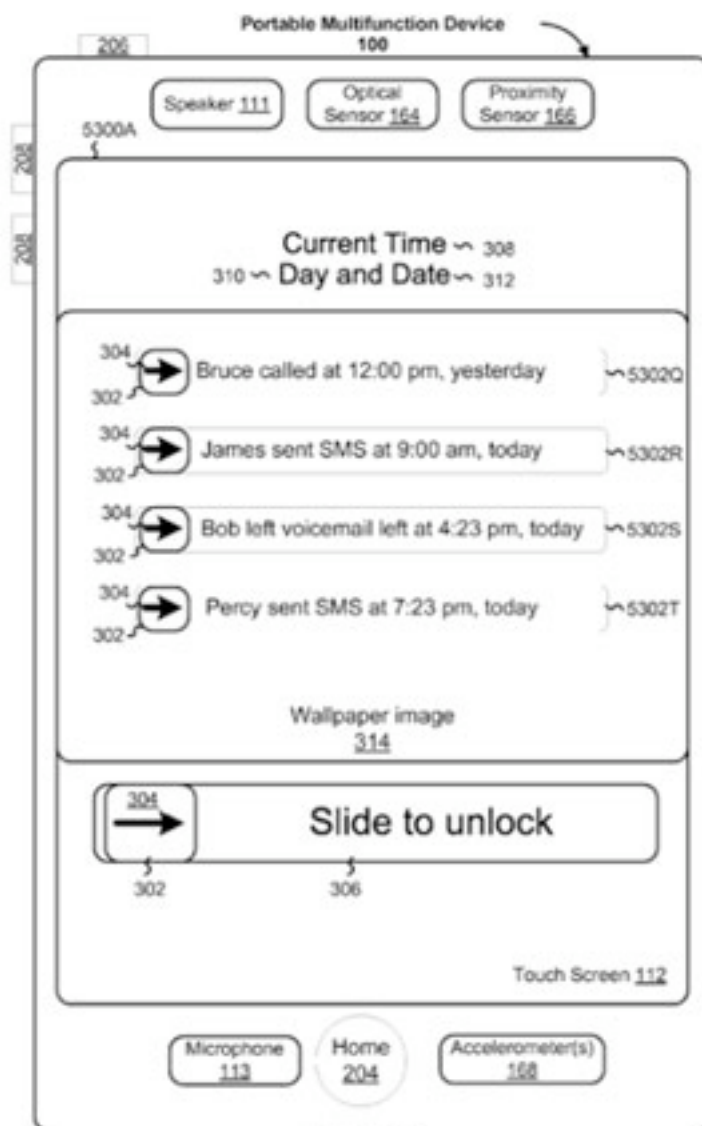 Portable Multifunction Device
100
206
Speaker 111
Optical
Sensor 164
Proximity
Sensor 166
208
5300A
208
Current Time 308
310 Day and Date 312
304
302
Bruce called at 12:00 pm, yesterday 5302Q
304
302
James sent SMS at 9:00 am, today 5302R
304
302
Bob left voicemail left at 4:23 pm, today 5302S
304
302
Percy sent SMS at 7:23 pm, today 5302T
Wallpaper image
314
304
Slide to unlock
302
306
Touch Screen 112
Microphone
113
Home
204
Accelerometer(s)
168